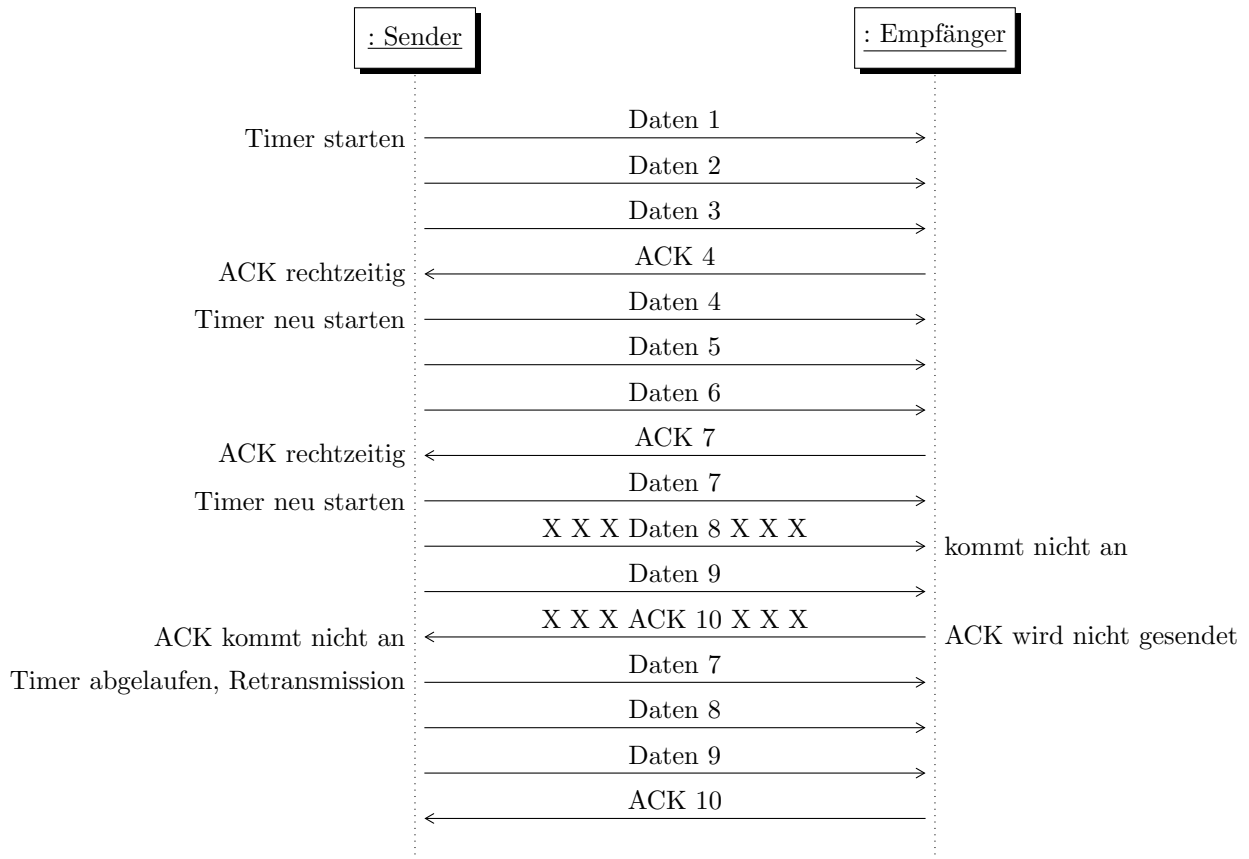 : Sender
: Empfänger
Daten 1
Timer starten
Daten 2
Daten 3
ACK 4
ACK rechtzeitig
Daten 4
Timer neu starten
Daten 5
Daten 6
ACK 7
ACK rechtzeitig
Daten 7
Timer neu starten
X X X Daten 8 X X X
kommt nicht an
Daten 9
X X X ACK 10 X X X
ACK kommt nicht an
ACK wird nicht gesendet
Daten 7
Timer abgelaufen, Retransmission
Daten 8
Daten 9
ACK 10